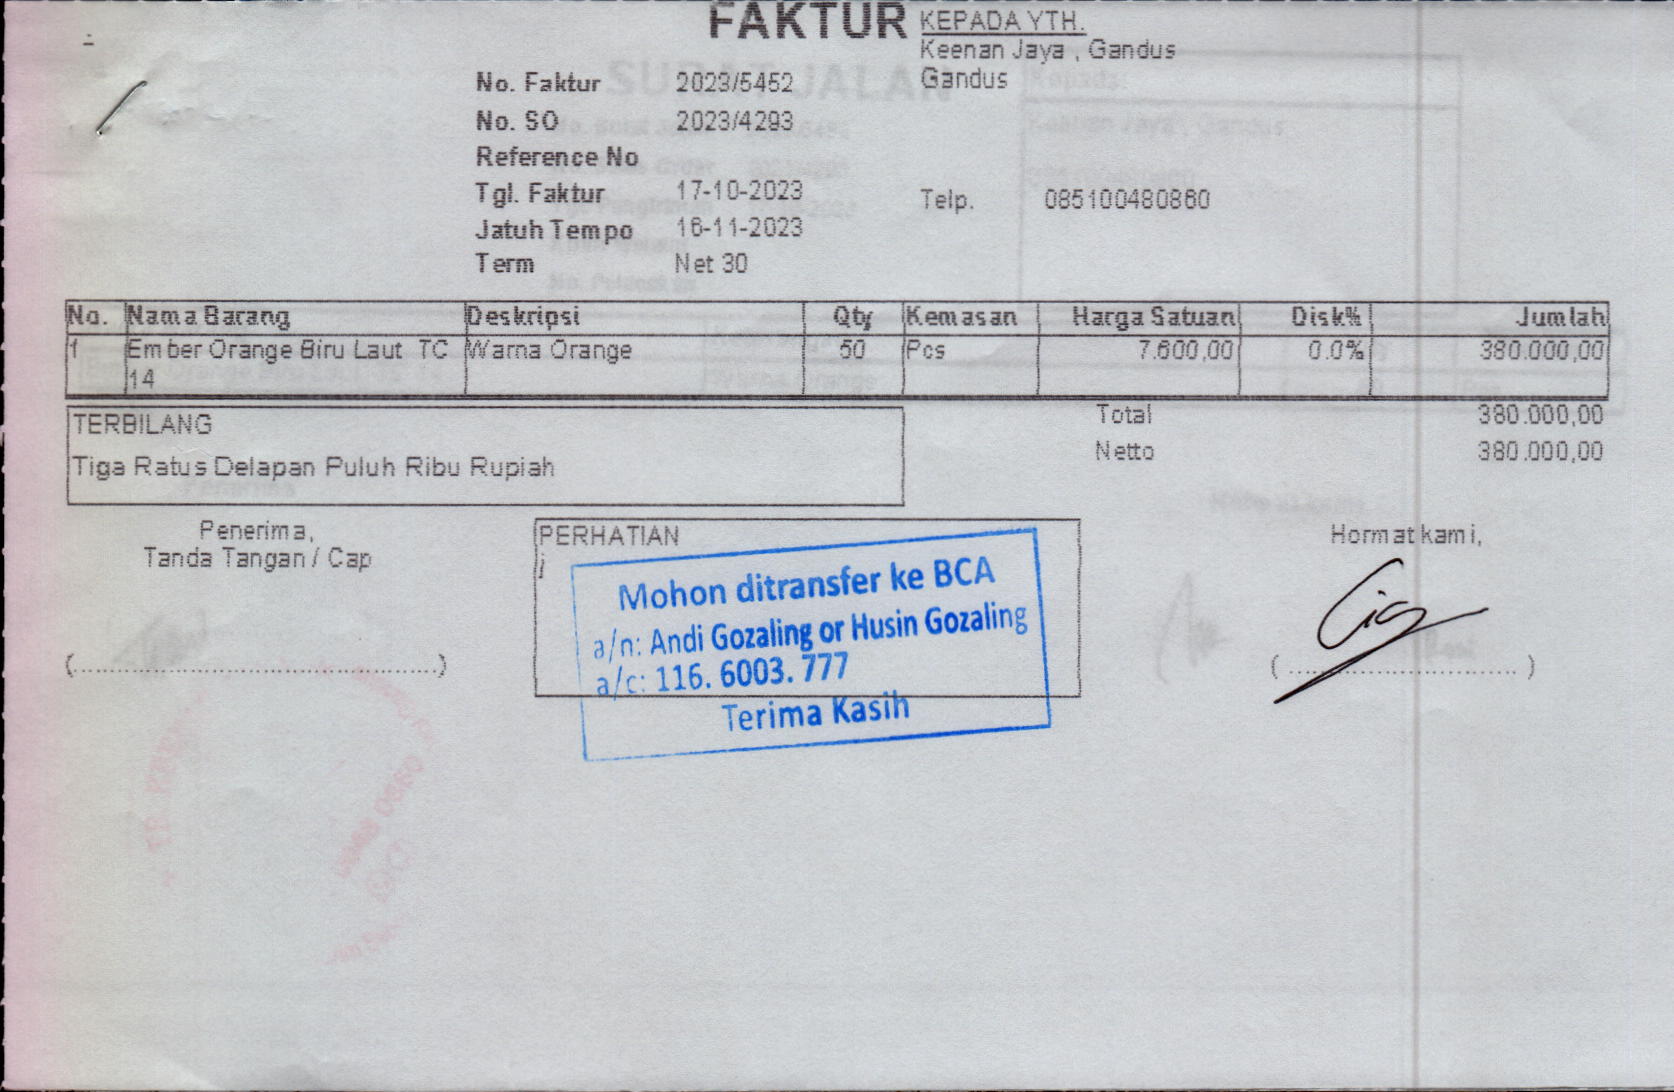 FAKTUR
KEPADA YTH.
Keenan Jaya , Gandus
Gandus
No. Faktur 2023/5452
No. SO 2023/4293
Reference No
Tgl. Faktur 17-10-2023
Telp. 085100480860
Jatuh Tempo 16-11-2023
Term Net 30
No. Nama Barang Deskripsi Qty Kemasan Harga Satuan Disk% Jumlah
1 Ember Orange Biru Laut TC Warna Orange 50 Pcs 7.600,00 0.0% 380.000,00
14
Total 380.000,00
TERBILANG
Netto 380.000,00
Tiga Ratus Delapan Puluh Ribu Rupiah
Penerima,
Tanda Tangan / Cap
(........................................................)
PERHATIAN
Mohon ditransfer ke BCA
a/n: Andi Gozaling or Husin Gozaling
a/c: 116. 6003. 777
Terima Kasih
Hormat kami,
(....................................)
SURAT JALAN